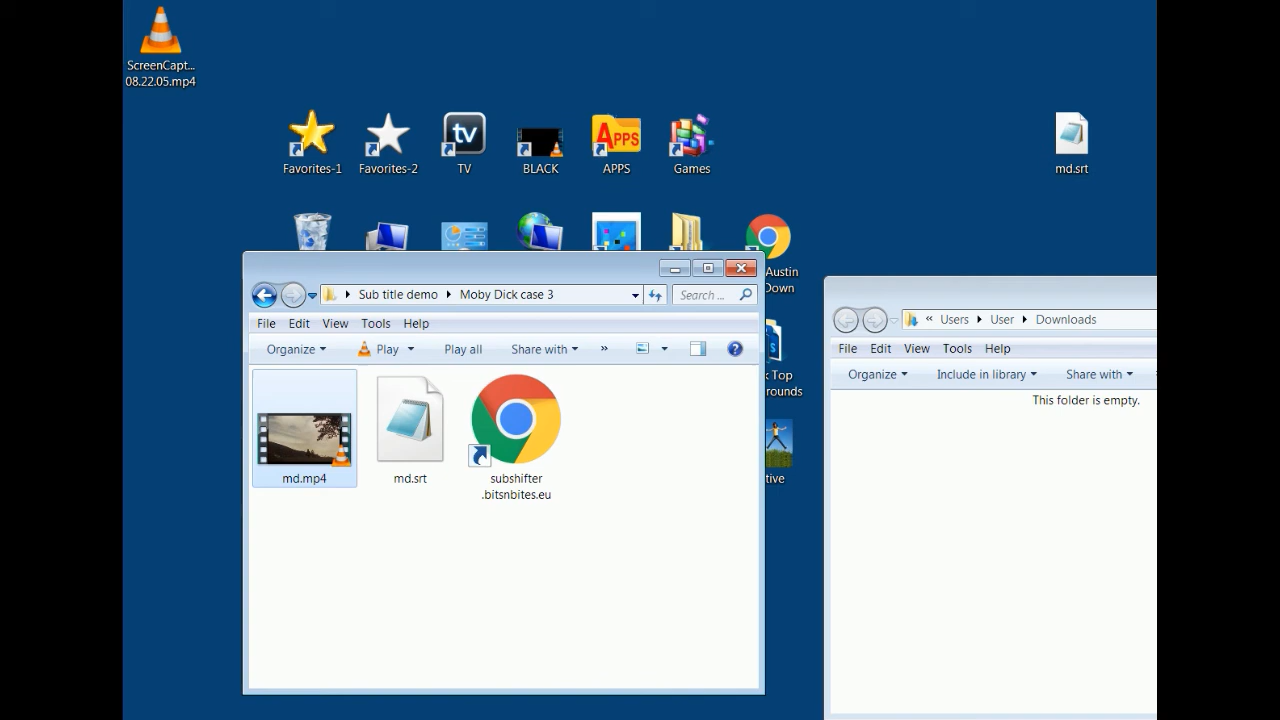 ScreenCapt...
08.22.05.mp4
Favorites-1
Favorites-2
tv
TV
BLACK
APPS
APPS
Games
md.srt
Austin
Down
k Top
rounds
tive
Sub title demo
Moby Dick case 3
Search ...
File Edit View Tools Help
Organize Play Play all Share with »
md.mp4
md.srt
subshifter
.bitsnbites.eu
« Users User Downloads
File Edit View Tools Help
Organize Include in library Share with
This folder is empty.